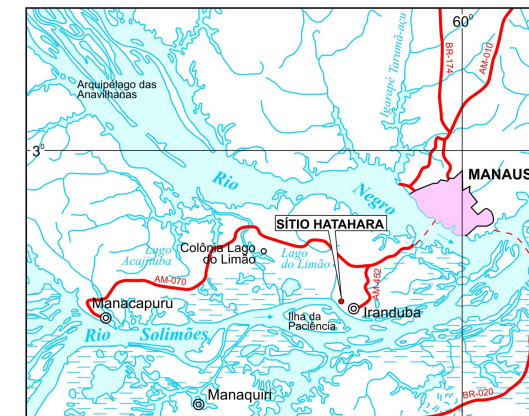 60⁰
BR-174
AM-010
Igarapé Tarumã-açu
Arquipélago das
Anavilhanas
3⁰
MANAUS
Rio
Negro
SÍTIO HATAHARA
Colônia Lago
do Limão
Lago
Acajituba
Lago
do Limão
AM-070
AM-452
Manacapuru
Iranduba
Ilha da
Paciência
Rio Solimões
Manaquiri
BR-020